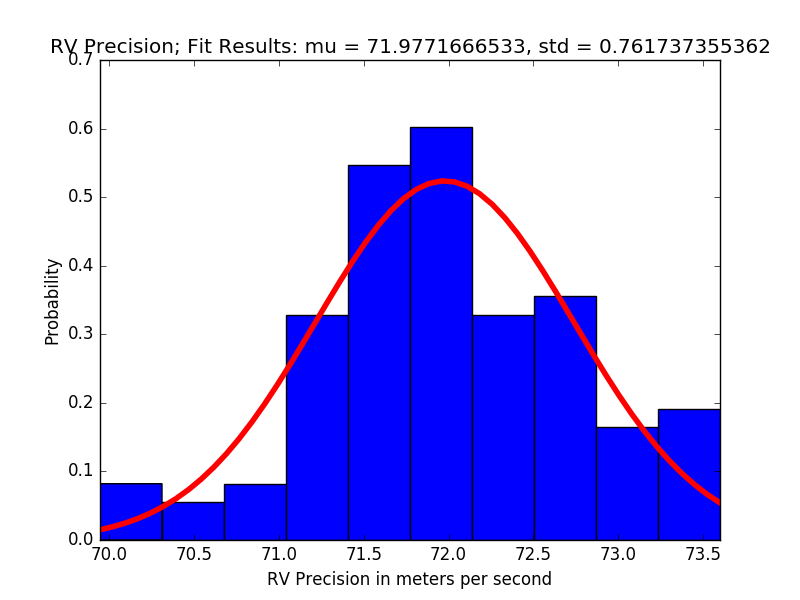 RV Precision; Fit Results: mu = 71.9771666533, std = 0.761737355362
0.7
0.6
0.5
0.4
0.3
0.2
0.1
0.0
Probability
70.0 70.5 71.0 71.5 72.0 72.5 73.0 73.5
RV Precision in meters per second